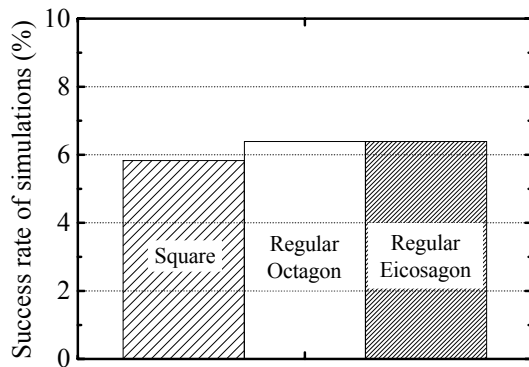 Success rate of simulations (%)
10
8
6
4
2
0
Square
Regular
Octagon
Regular
Eicosagon